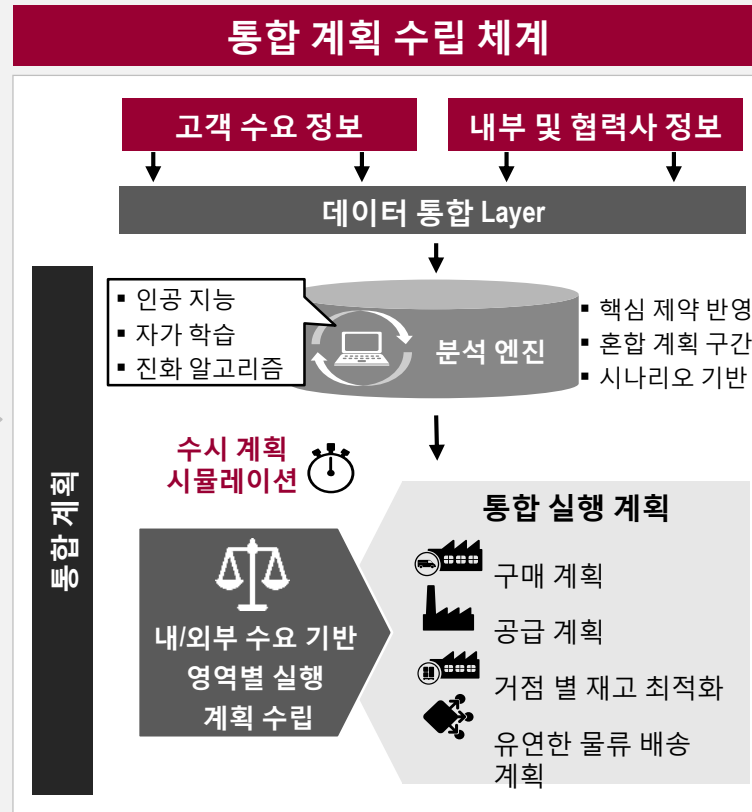 통합 계획 수립 체계
고객 수요 정보
내부 및 협력사 정보
데이터 통합 Layer
▪ 인공 지능
▪ 자가 학습
▪ 진화 알고리즘
분석 엔진
▪ 핵심 제약 반영
▪ 혼합 계획 구간
▪ 시나리오 기반
통합 계획
수시 계획
시뮬레이션
내/외부 수요 기반
영역별 실행
계획 수립
통합 실행 계획
구매 계획
공급 계획
거점 별 재고 최적화
유연한 물류 배송
계획